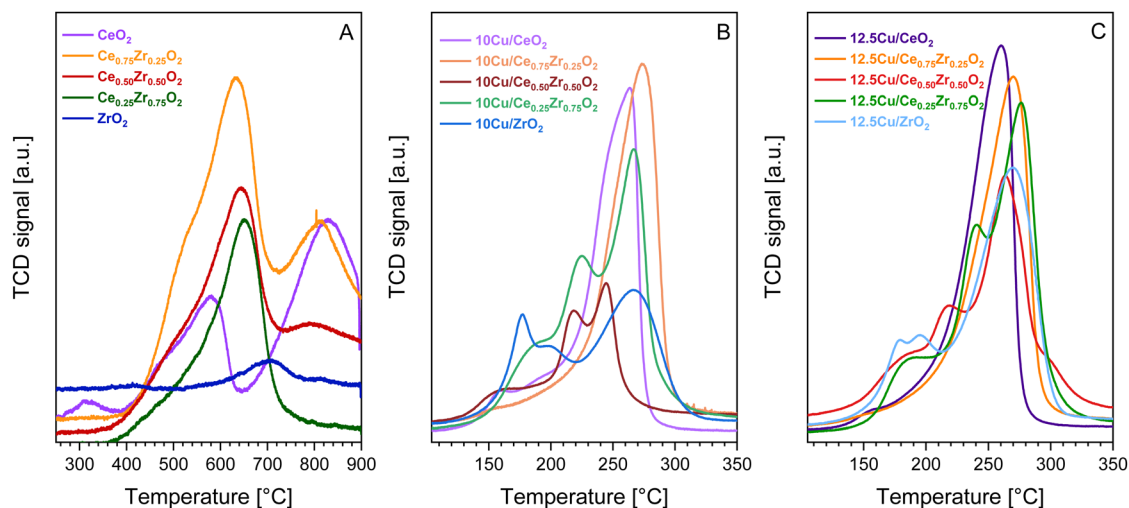 A
CeO₂
Ce₀.₇₅Zr₀.₂₅O₂
Ce₀.₅₀Zr₀.₅₀O₂
Ce₀.₂₅Zr₀.₇₅O₂
ZrO₂
TCD signal [a.u.]
300 400 500 600 700 800 900
Temperature [°C]
B
10Cu/CeO₂
10Cu/Ce₀.₇₅Zr₀.₂₅O₂
10Cu/Ce₀.₅₀Zr₀.₅₀O₂
10Cu/Ce₀.₂₅Zr₀.₇₅O₂
10Cu/ZrO₂
TCD signal [a.u.]
150 200 250 300 350
Temperature [°C]
C
12.5Cu/CeO₂
12.5Cu/Ce₀.₇₅Zr₀.₂₅O₂
12.5Cu/Ce₀.₅₀Zr₀.₅₀O₂
12.5Cu/Ce₀.₂₅Zr₀.₇₅O₂
12.5Cu/ZrO₂
TCD signal [a.u.]
150 200 250 300 350
Temperature [°C]